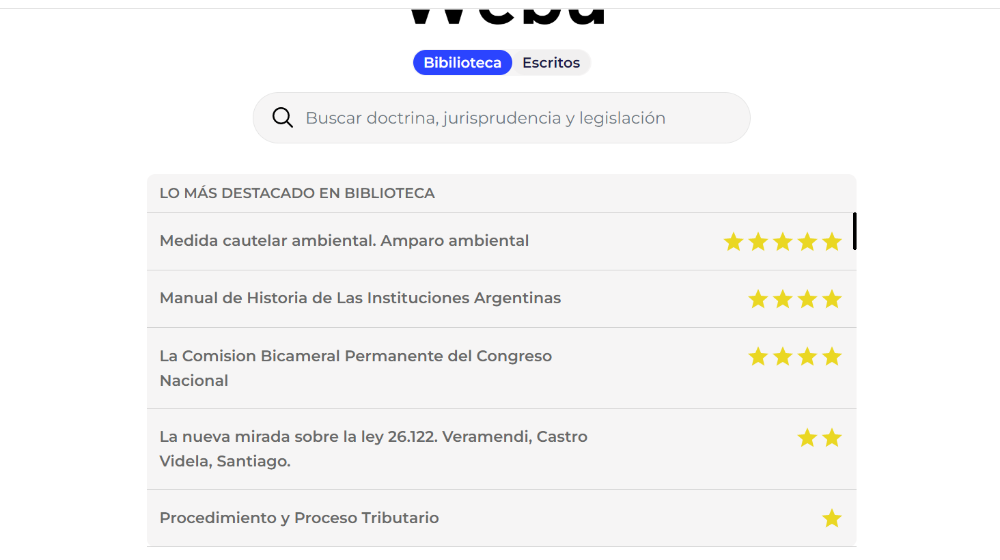 Bibilioteca Escritos
Buscar doctrina, jurisprudencia y legislación
LO MÁS DESTACADO EN BIBLIOTECA
Medida cautelar ambiental. Amparo ambiental
Manual de Historia de Las Instituciones Argentinas
La Comision Bicameral Permanente del Congreso
Nacional
La nueva mirada sobre la ley 26.122. Veramendi, Castro
Videla, Santiago.
Procedimiento y Proceso Tributario